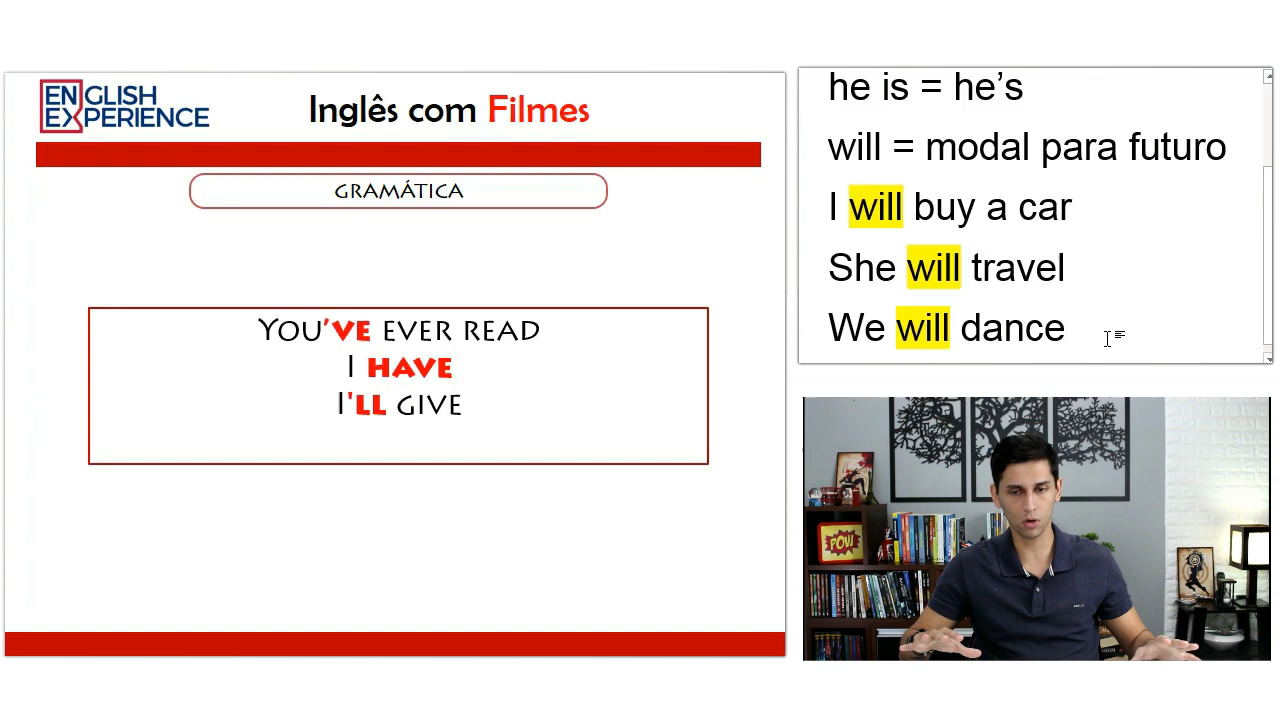 ENGLISH
EXPERIENCE
Inglês com Filmes
GRAMÁTICA
YOU'VE EVER READ
I HAVE
I'LL GIVE
he is = he’s
will = modal para futuro
I will buy a car
She will travel
We will dance
POW